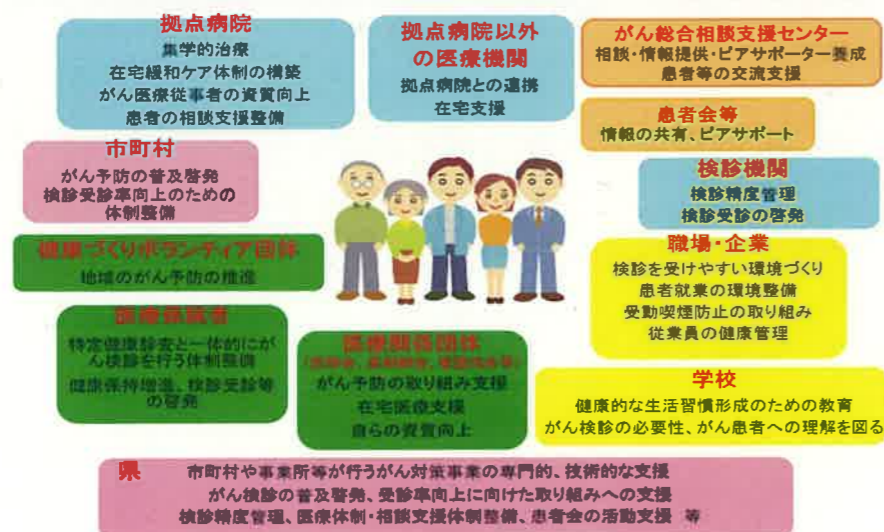 拠点病院
集学的治療
在宅緩和ケア体制の構築
がん医療従事者の資質向上
患者の相談支援整備
拠点病院以外
の医療機関
拠点病院との連携
在宅支援
がん総合相談支援センター
相談・情報提供・ピアサポーター養成
患者等の交流支援
患者会等
情報の共有、ピアサポート
市町村
がん予防の普及啓発
検診受診率向上のための
体制整備
検診機関
検診精度管理
検診受診の啓発
健康づくりボランティア団体
地域のがん予防の推進
職場・企業
検診を受けやすい環境づくり
患者就業の環境整備
受動喫煙防止の取り組み
従業員の健康管理
医療保険者
特定健康診査と一体的にが
ん検診を行う体制整備
健康保持増進、検診受診等
の啓発
医療関係団体
がん予防の取り組み支援
在宅医療支援
自らの資質向上
学校
健康的な生活習慣形成のための教育
がん検診の必要性、がん患者への理解を図る
県
市町村や事業所等が行うがん対策事業の専門的、技術的な支援
がん検診の普及啓発、受診率向上に向けた取り組みへの支援
検診精度管理、医療体制・相談支援体制整備、患者会の活動支援 等